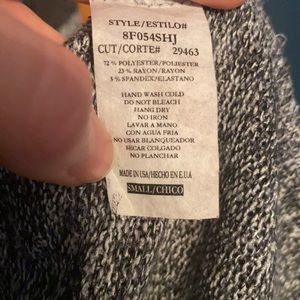 STYLE/ESTILO#
8F054SHJ
CUT/CORTE# 29463
72 % POLYESTER/POLIESTER
23 % RAYON/RAYON
5 % SPANDEX/ELASTANO
HAND WASH COLD
DO NOT BLEACH
HANG DRY
NO IRON
LAVAR A MANO
CON AGUA FRIA
NO USAR BLANQUEADOR
SECAR COLGADO
NO PLANCHAR
MADE IN USA/HECHO EN E.U.A
SMALL/CHICO